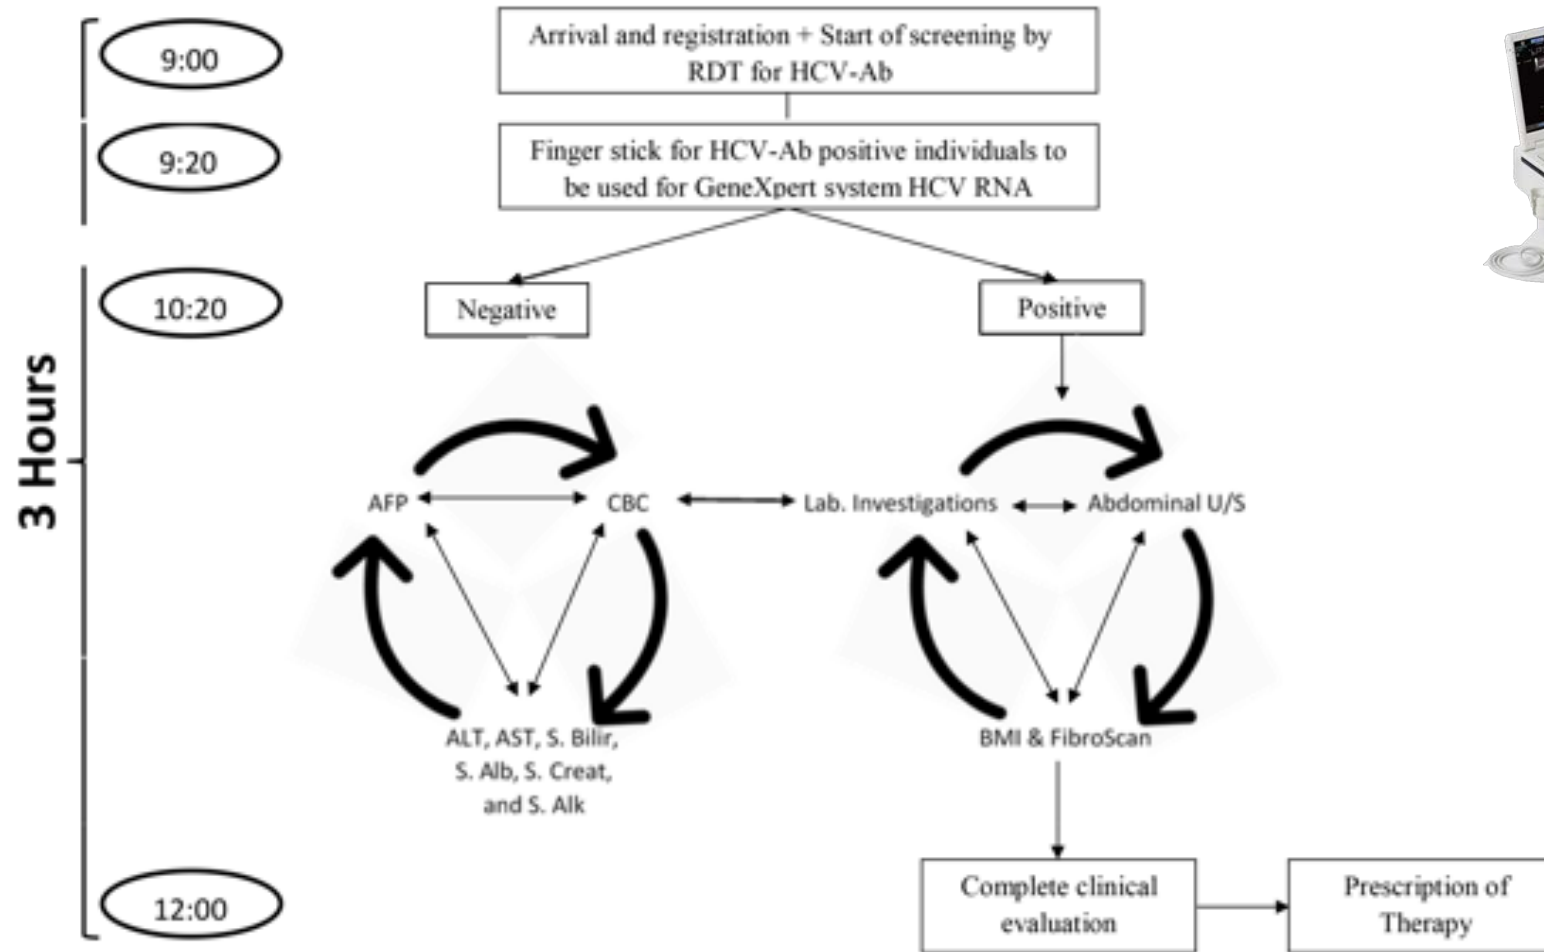 9:00
Arrival and registration + Start of screening by
RDT for HCV-Ab
9:20
Finger stick for HCV-Ab positive individuals to
be used for GeneXpert system HCV RNA
3 Hours
10:20
Negative
Positive
AFP
CBC
Lab. Investigations
Abdominal U/S
ALT, AST, S. Bilir,
S. Alb, S. Creat,
and S. Alk
BMI & FibroScan
12:00
Complete clinical
evaluation
Prescription of
Therapy